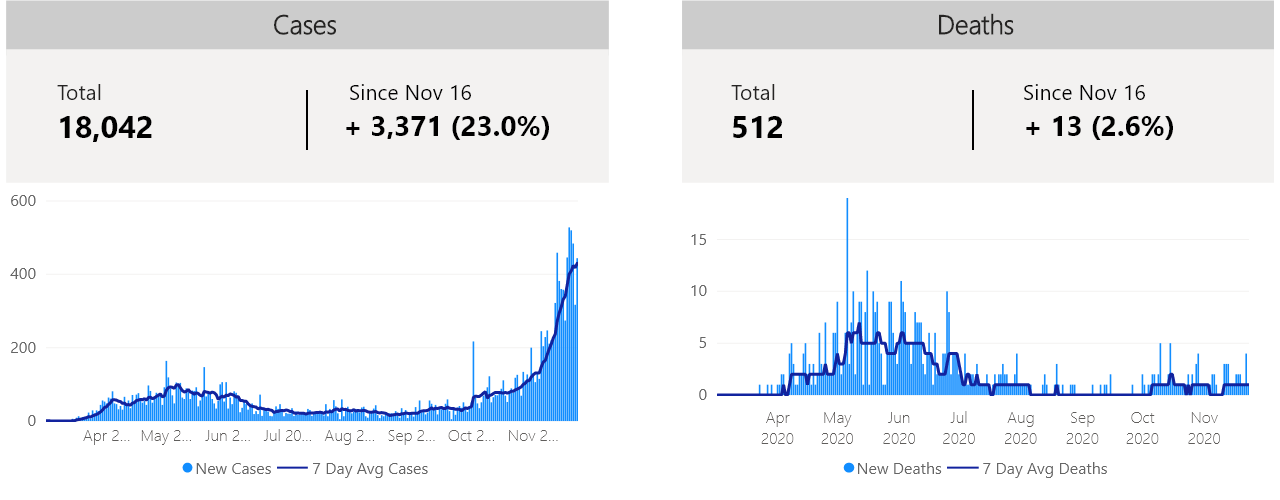 Cases
Total
Since Nov 16
18,042
+ 3,371 (23.0%)
600
400
200
0
Apr 2... May 2... Jun 2... Jul 20... Aug 2... Sep 2... Oct 2... Nov 2...
New Cases 7 Day Avg Cases
Deaths
Total
Since Nov 16
512
+ 13 (2.6%)
15
10
5
0
Apr May Jun Jul Aug Sep Oct Nov
2020 2020 2020 2020 2020 2020 2020 2020
New Deaths 7 Day Avg Deaths